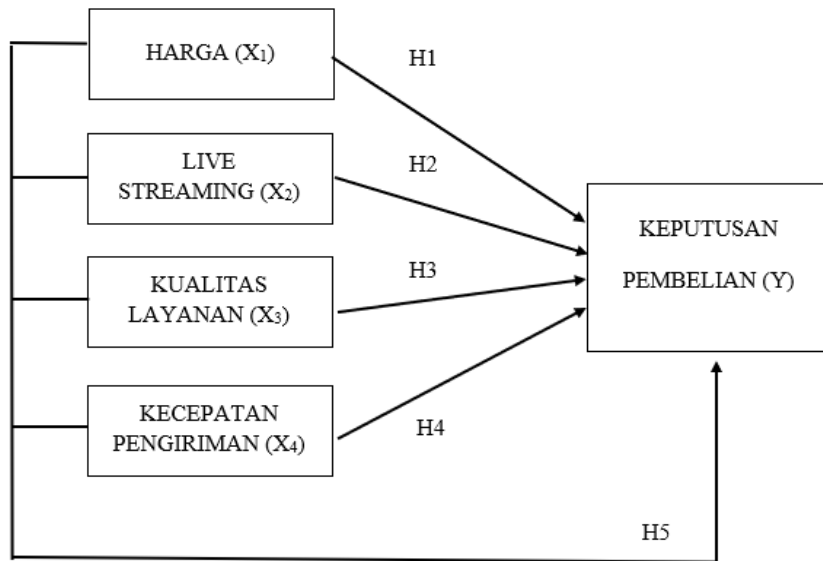 HARGA (X₁)
H1
LIVE
STREAMING (X₂)
H2
KUALITAS
LAYANAN (X₃)
H3
KECEPATAN
PENGIRIMAN (X₄)
H4
KEPUTUSAN
PEMBELIAN (Y)
H5